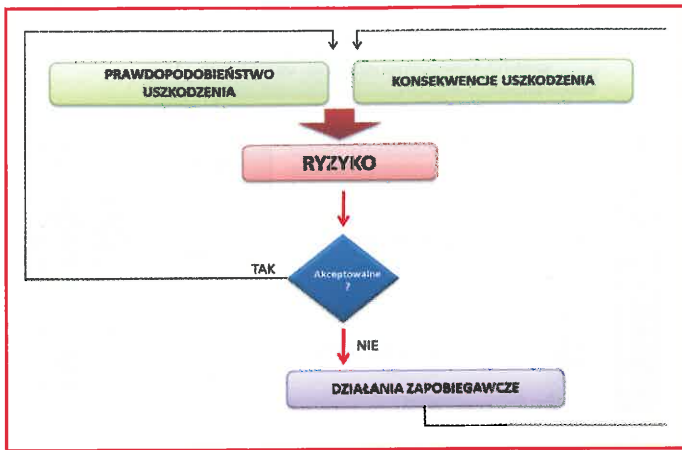 PRAWDOPODOBIEŃSTWO
USZKODZENIA
KONSEKWENCJE USZKODZENIA
RYZYKO
TAK
Akceptowalne
?
NIE
DZIAŁANIA ZAPOBIEGAWCZE